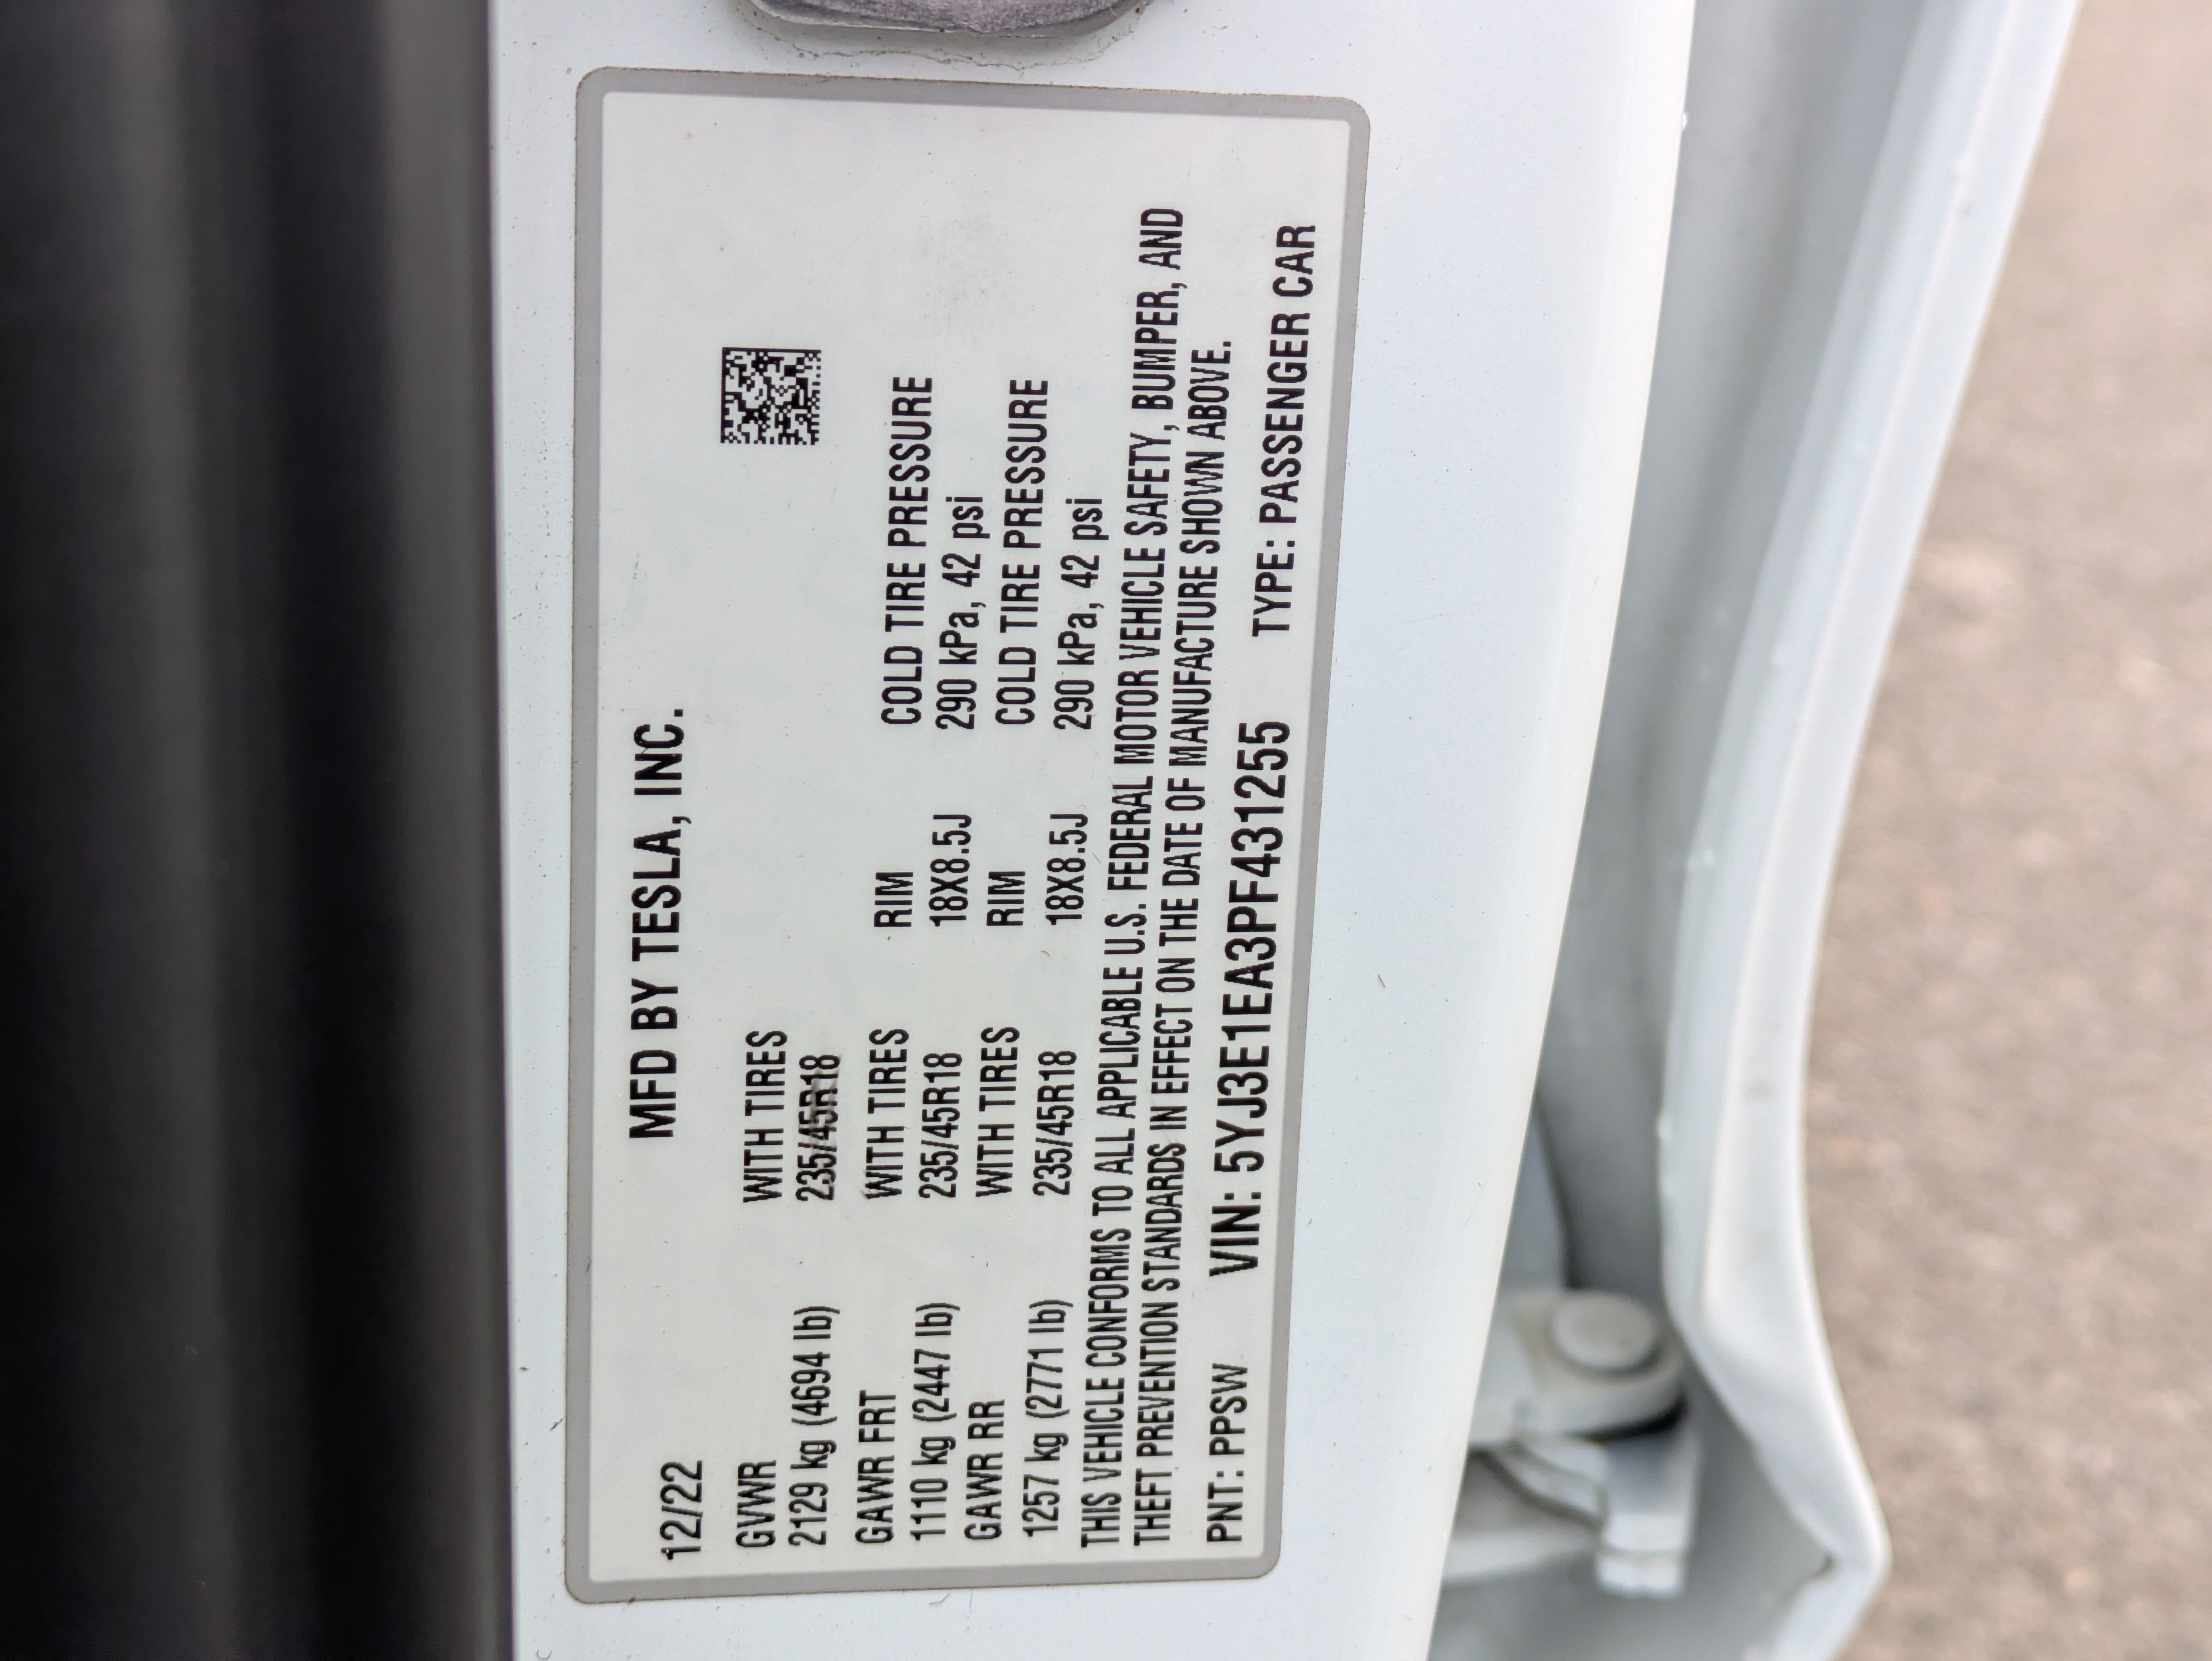 MFD BY TESLA, INC.
12/22
GVWR WITH TIRES
2129 kg (4694 lb) 235/45R18
GAWR FRT WITH TIRES RIM COLD TIRE PRESSURE
1110 kg (2447 lb) 235/45R18 18X8.5J 290 kPa, 42 psi
GAWR RR WITH TIRES RIM COLD TIRE PRESSURE
1257 kg (2771 lb) 235/45R18 18X8.5J 290 kPa, 42 psi
THIS VEHICLE CONFORMS TO ALL APPLICABLE U.S. FEDERAL MOTOR VEHICLE SAFETY, BUMPER, AND
THEFT PREVENTION STANDARDS IN EFFECT ON THE DATE OF MANUFACTURE SHOWN ABOVE.
PNT: PPSW VIN: 5YJ3E1EA3PF431255 TYPE: PASSENGER CAR